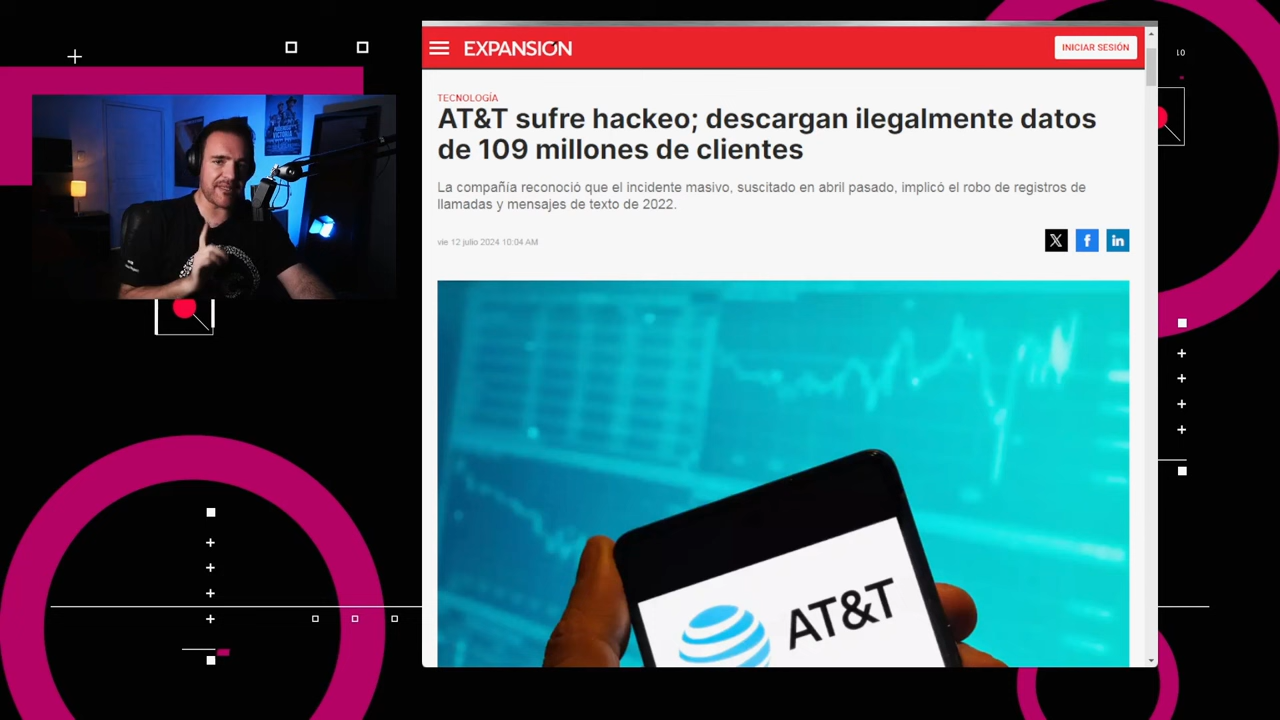 EXPANSIÓN
INICIAR SESIÓN
TECNOLOGÍA
AT&T sufre hackeo; descargan ilegalmente datos
de 109 millones de clientes
La compañía reconoció que el incidente masivo, suscitado en abril pasado, implicó el robo de registros de
llamadas y mensajes de texto de 2022.
vie 12 julio 2024 10:04 AM
AT&T